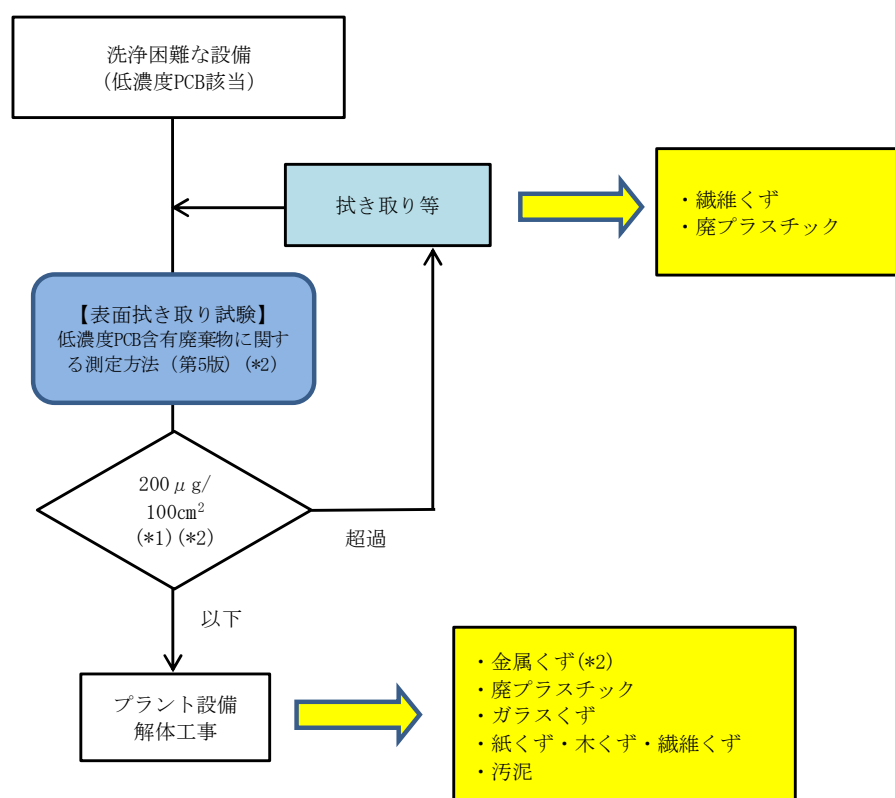 洗浄困難な設備
(低濃度PCB該当)
拭き取り等
・繊維くず
・廃プラスチック
【表面拭き取り試験】
低濃度PCB含有廃棄物に関す
る測定方法（第5版）(*2)
200μg/
100cm²
(*1)(*2)
超過
以下
プラント設備
解体工事
・金属くず(*2)
・廃プラスチック
・ガラスくず
・紙くず・木くず・繊維くず
・汚泥